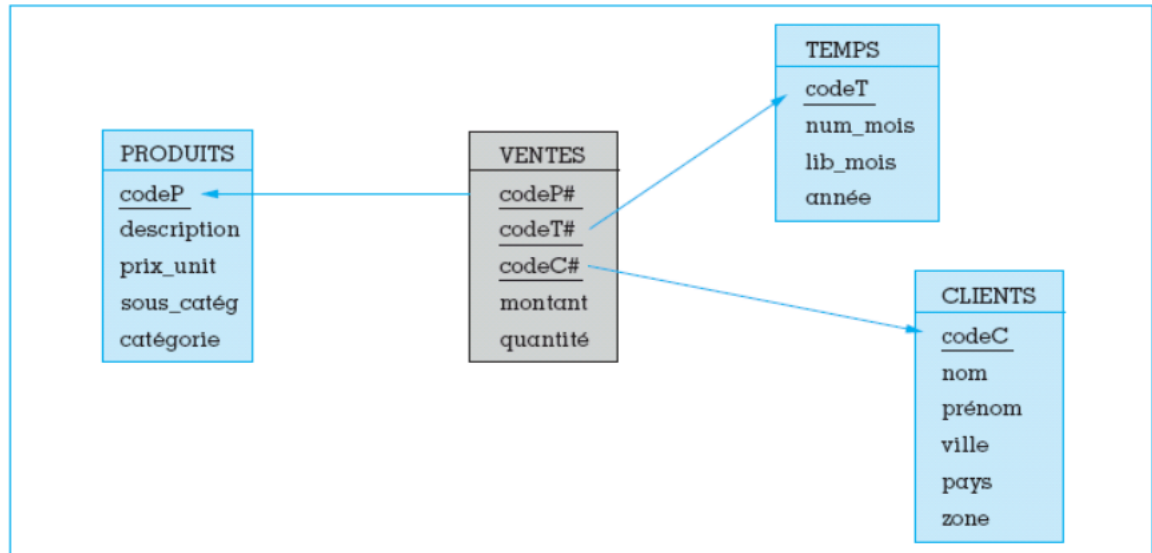 PRODUITS
codeP
description
prix_unit
sous_catég
catégorie
VENTES
codeP#
codeT#
codeC#
montant
quantité
TEMPS
codeT
num_mois
lib_mois
année
CLIENTS
codeC
nom
prénom
ville
pays
zone